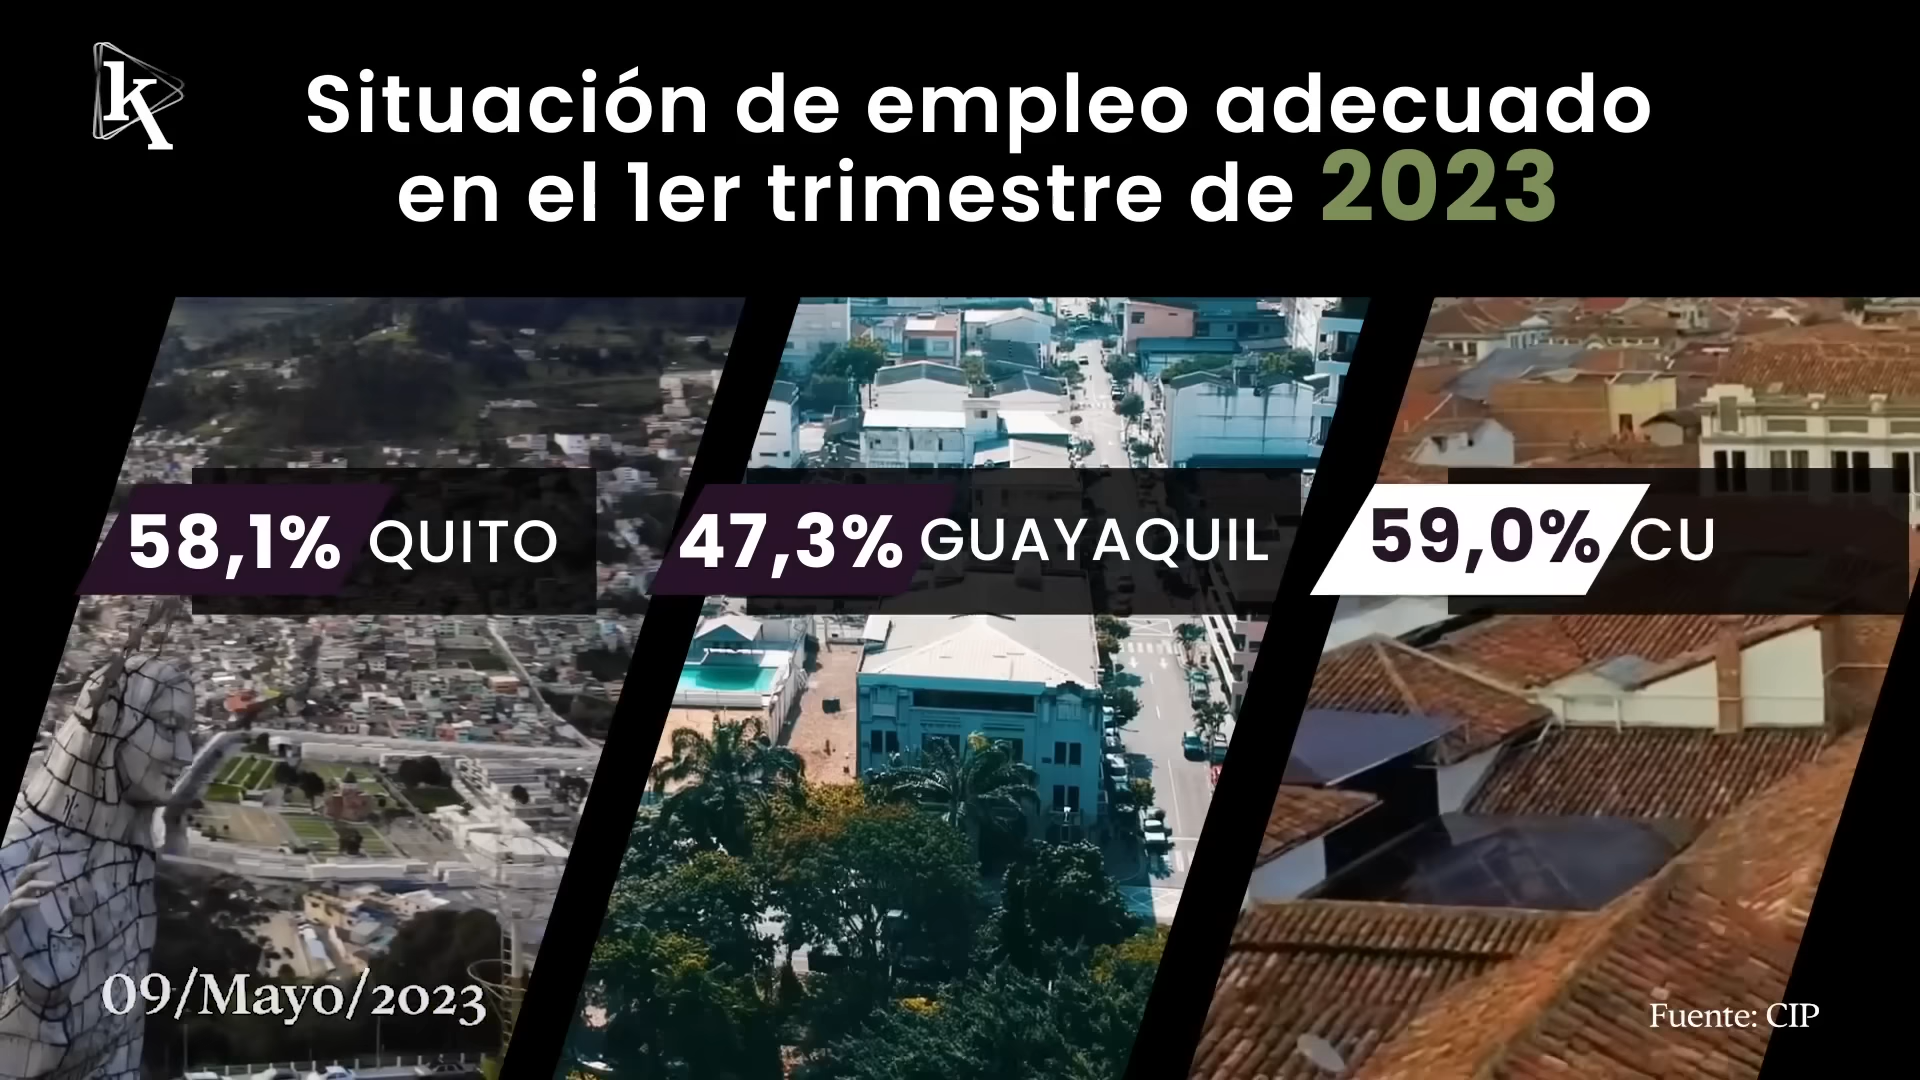 kX
Situación de empleo adecuado
en el 1er trimestre de 2023
58,1% QUITO
47,3% GUAYAQUIL
59,0% CU
09/Mayo/2023
Fuente: CIP